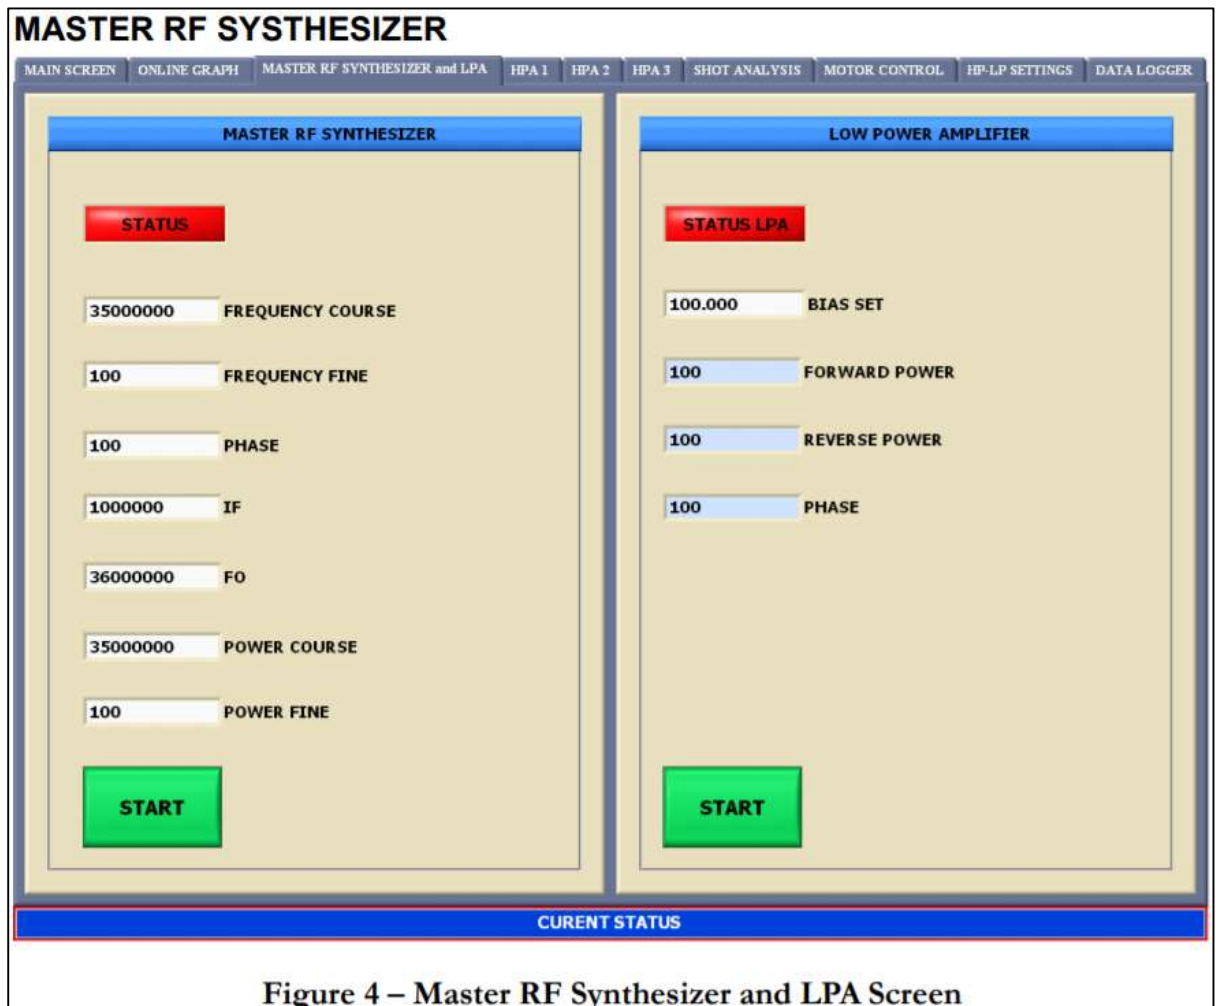 MASTER RF SYSTHESIZER
MAIN SCREEN ONLINE GRAPH MASTER RF SYNTHESIZER and LPA HPA 1 HPA 2 HPA 3 SHOT ANALYSIS MOTOR CONTROL HP-LP SETTINGS DATA LOGGER
MASTER RF SYNTHESIZER
STATUS
35000000 FREQUENCY COURSE
100 FREQUENCY FINE
100 PHASE
1000000 IF
36000000 FO
35000000 POWER COURSE
100 POWER FINE
START
LOW POWER AMPLIFIER
STATUS LPA
100.000 BIAS SET
100 FORWARD POWER
100 REVERSE POWER
100 PHASE
START
CURENT STATUS
Figure 4 – Master RF Synthesizer and LPA Screen